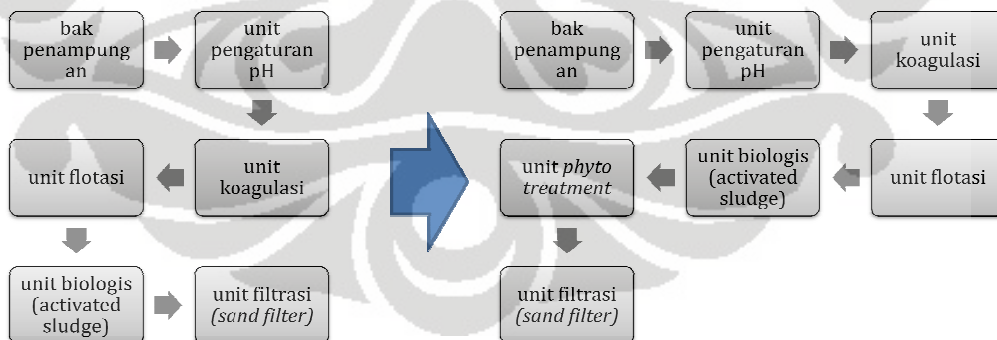 bak
penampung
an
unit
pengaturan
pH
unit
koagulasi
unit flotasi
unit biologis
(activated
sludge)
unit filtrasi
(sand filter)
bak
penampung
an
unit
pengaturan
pH
unit
koagulasi
unit flotasi
unit biologis
(activated
sludge)
unit phyto
treatment
unit filtrasi
(sand filter)